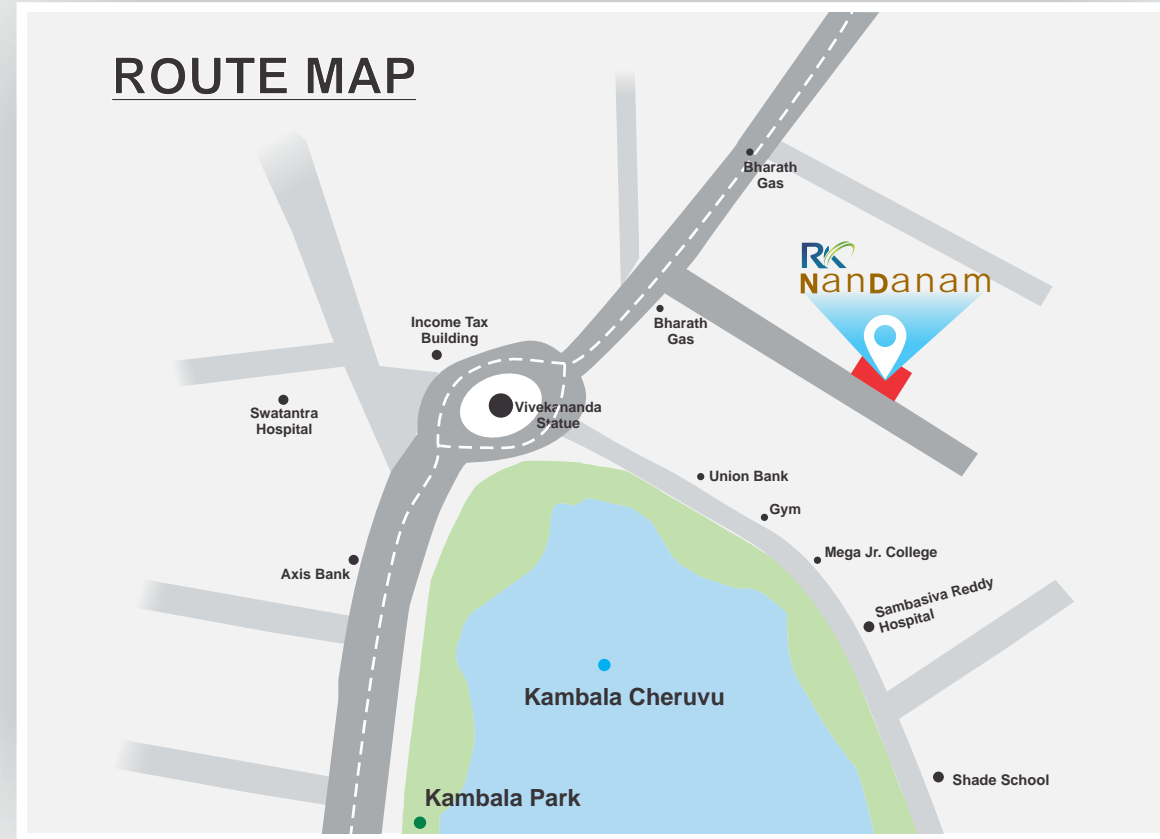 ROUTE MAP
Bharath
Gas
RK
NanDanam
Income Tax
Building
Bharath
Gas
Swatantra
Hospital
Vivekananda
Statue
Union Bank
Gym
Mega Jr. College
Axis Bank
Sambasiva Reddy
Hospital
Kambala Cheruvu
Shade School
Kambala Park